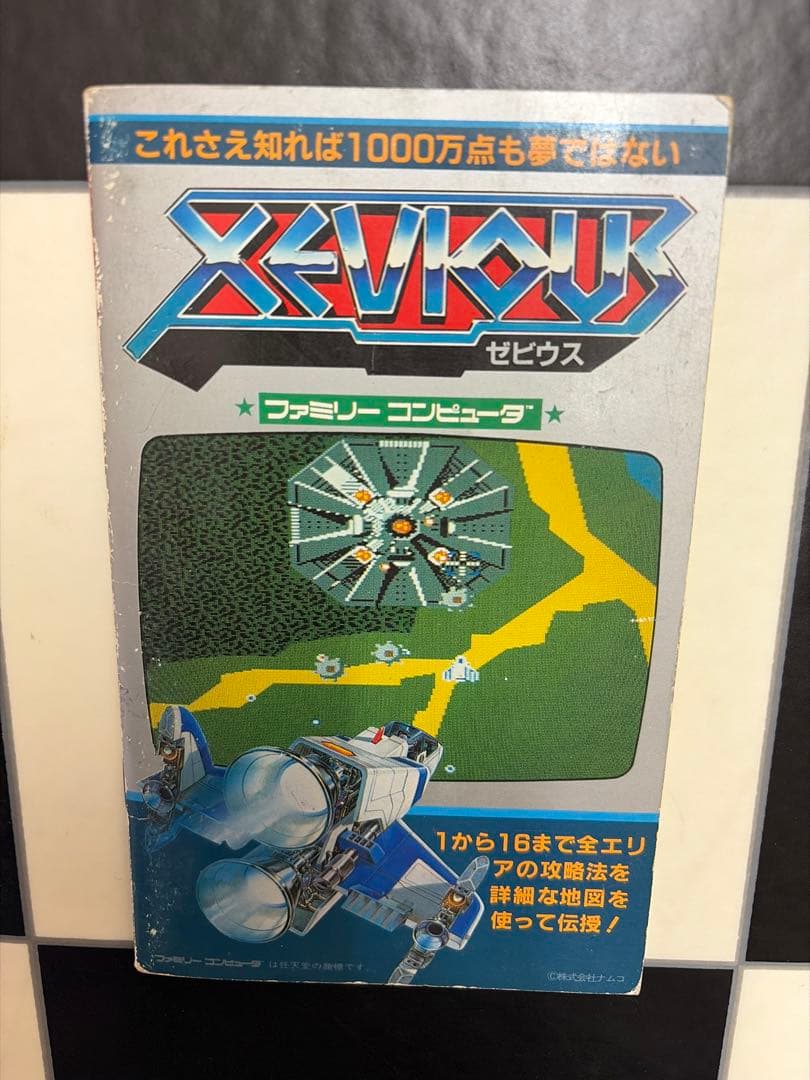 これさえ知れば1000万点も夢ではない
XEVIOUS
ゼビウス
★ファミリー コンピュータ™★
1から16まで全エリ
アの攻略法を
詳細な地図を
使って伝授!
ファミリー コンピュータ™ は任天堂の商標です。
©株式会社ナムコ